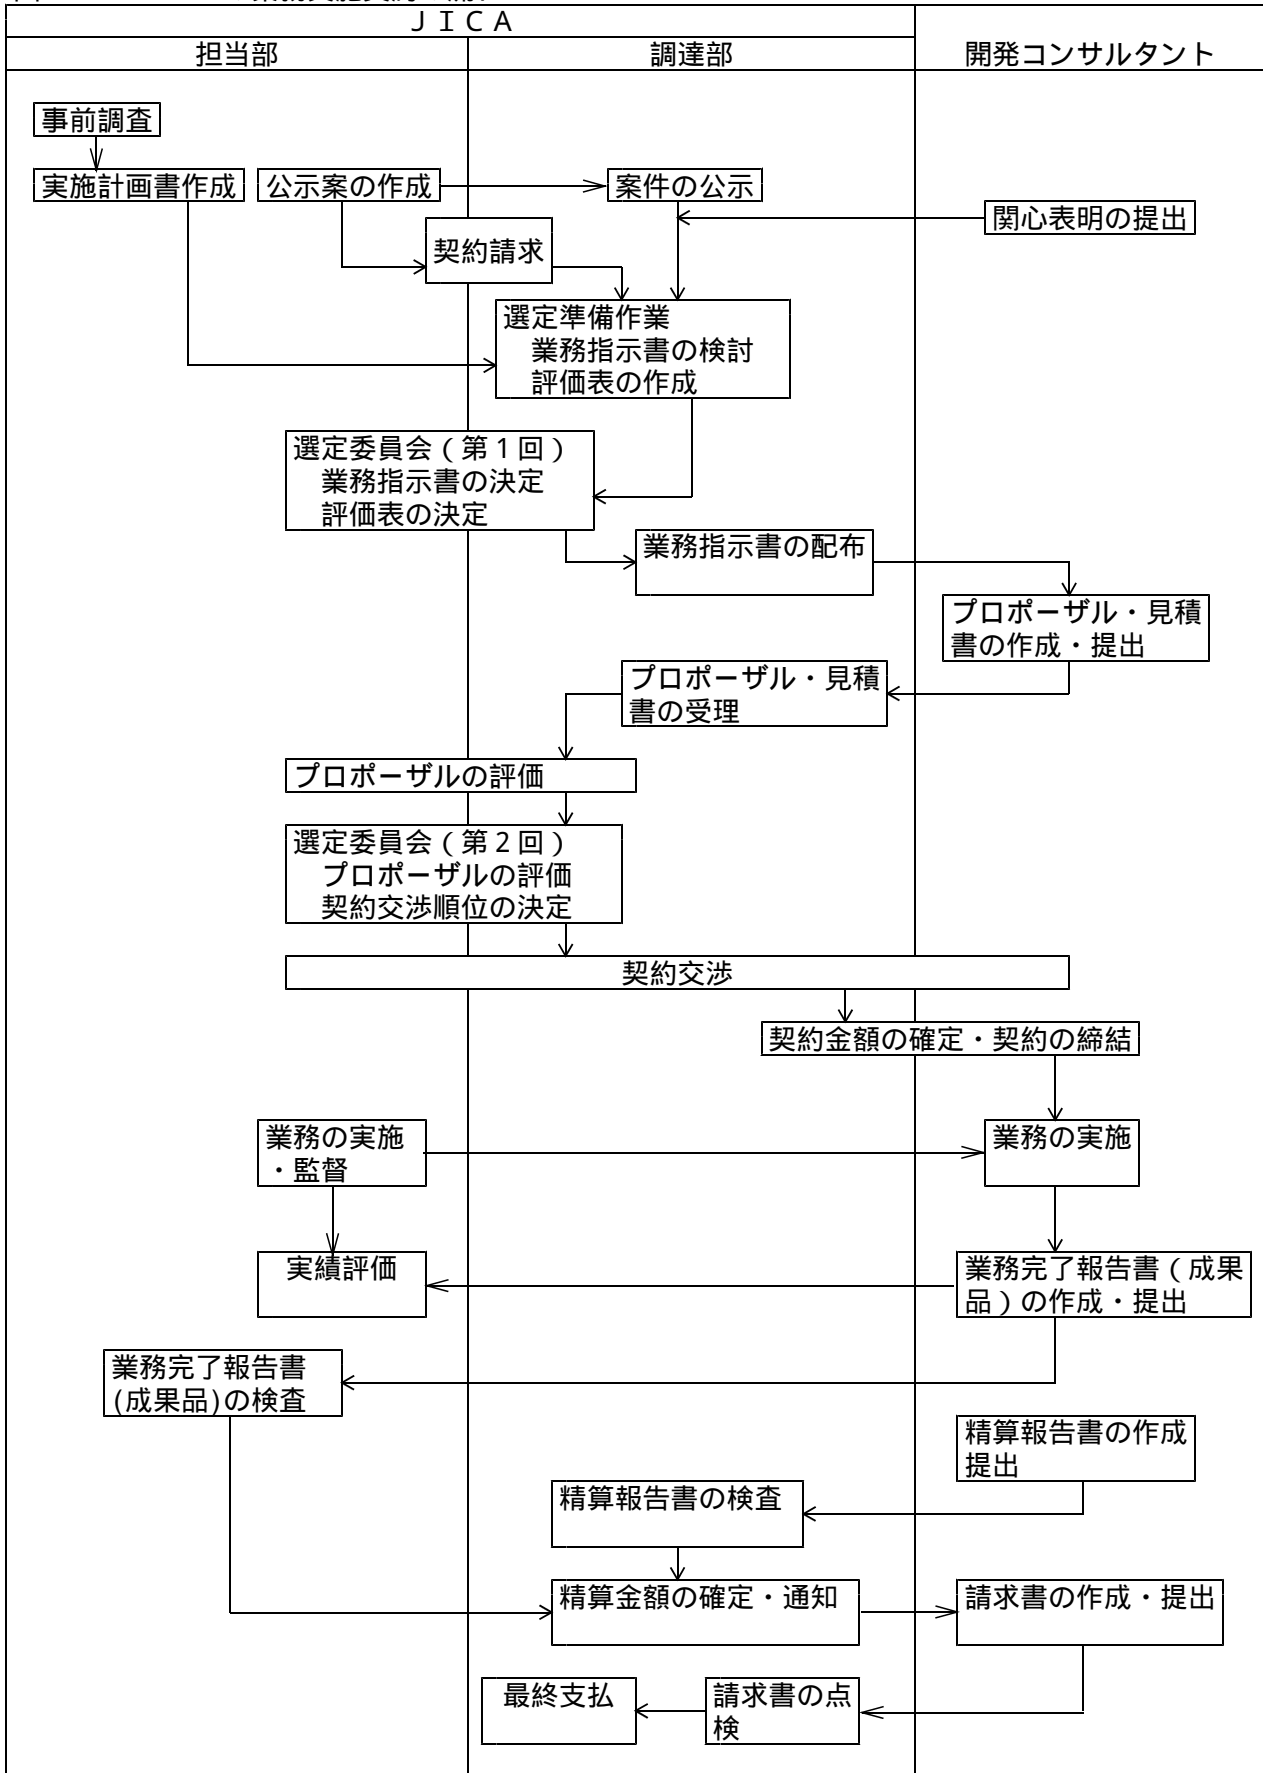 ＪＩＣＡ
担当部
調達部
開発コンサルタント
事前調査
実施計画書作成
公示案の作成
案件の公示
関心表明の提出
契約請求
選定準備作業
業務指示書の検討
評価表の作成
選定委員会（第１回）
業務指示書の決定
評価表の決定
業務指示書の配布
プロポーザル・見積
書の作成・提出
プロポーザル・見積
書の受理
プロポーザルの評価
選定委員会（第２回）
プロポーザルの評価
契約交渉順位の決定
契約交渉
契約金額の確定・契約の締結
業務の実施
・監督
業務の実施
実績評価
業務完了報告書（成果
品）の作成・提出
業務完了報告書
(成果品)の検査
精算報告書の作成
提出
精算報告書の検査
精算金額の確定・通知
請求書の作成・提出
最終支払
請求書の点
検